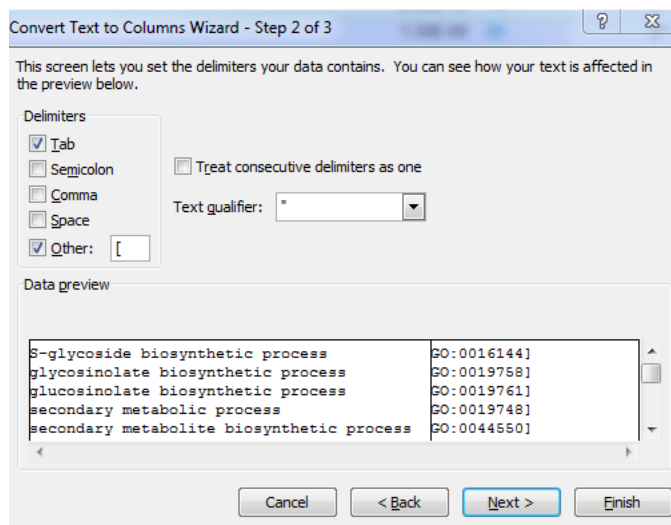 Convert Text to Columns Wizard - Step 2 of 3
This screen lets you set the delimiters your data contains. You can see how your text is affected in
the preview below.
Delimiters
Tab
Semicolon
Comma
Space
Other: [
Treat consecutive delimiters as one
Text qualifier: "
Data preview
S-glycoside biosynthetic process GO:0016144]
glycosinolate biosynthetic process GO:0019758]
glucosinolate biosynthetic process GO:0019761]
secondary metabolic process GO:0019748]
secondary metabolite biosynthetic process GO:0044550]
Cancel < Back Next > Finish